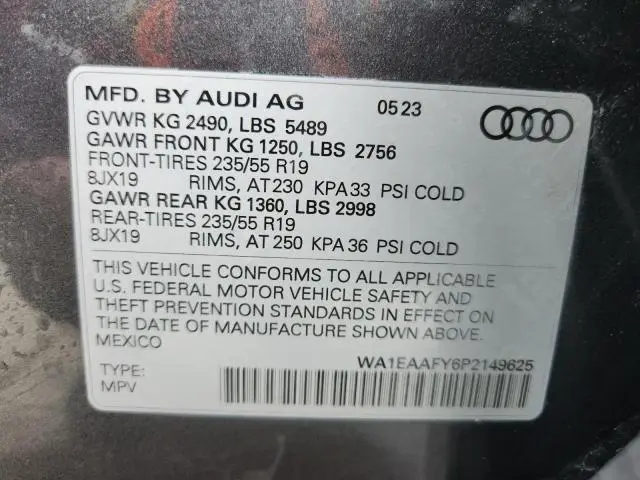 MFD. BY AUDI AG 05 23
GVWR KG 2490, LBS 5489
GAWR FRONT KG 1250, LBS 2756
FRONT-TIRES 235/55 R19
8JX19 RIMS, AT 230 KPA 33 PSI COLD
GAWR REAR KG 1360, LBS 2998
REAR-TIRES 235/55 R19
8JX19 RIMS, AT 250 KPA 36 PSI COLD
THIS VEHICLE CONFORMS TO ALL APPLICABLE
U.S. FEDERAL MOTOR VEHICLE SAFETY AND
THEFT PREVENTION STANDARDS IN EFFECT ON
THE DATE OF MANUFACTURE SHOWN ABOVE.
MEXICO
WA1EAAFY6P2149625
TYPE:
MPV